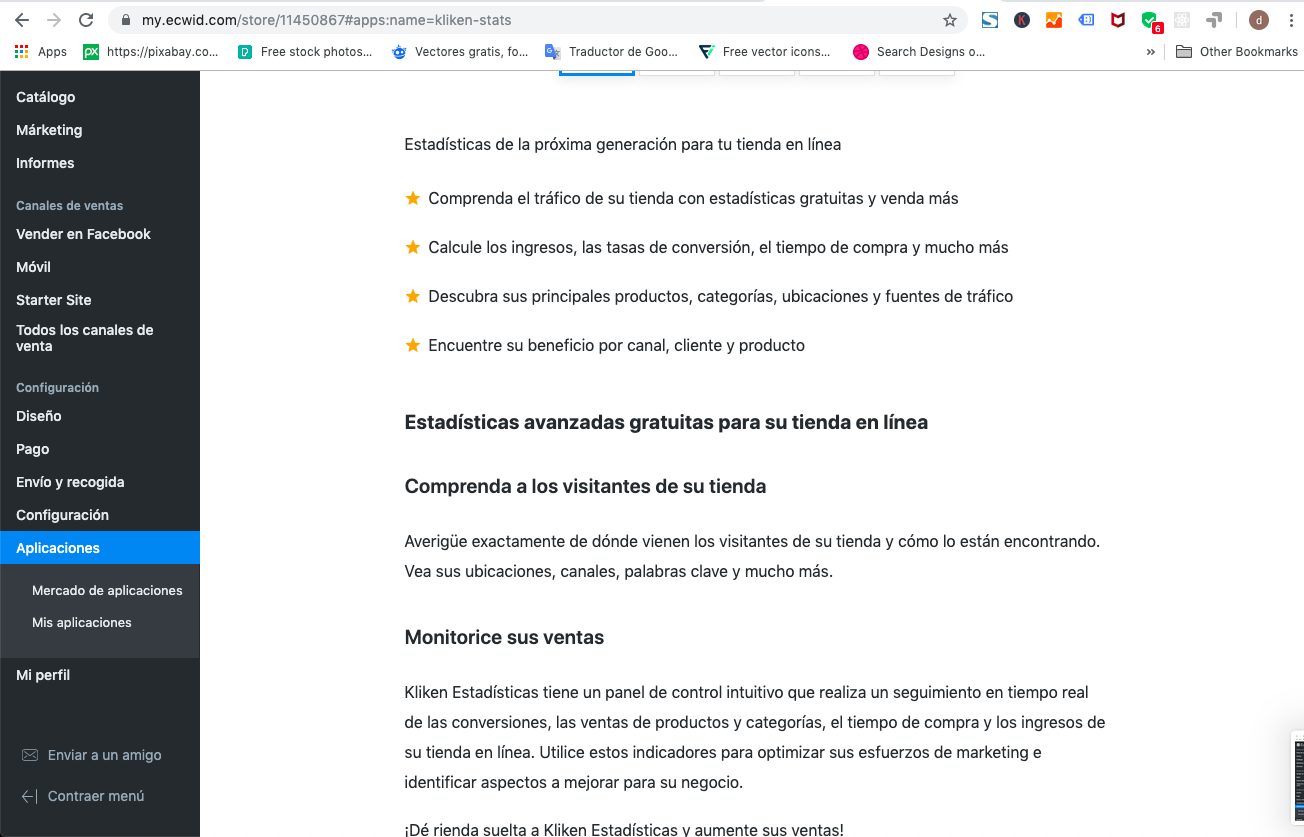 my.ecwid.com/store/11450867#apps:name=kliken-stats
6
d
Apps
https://pixabay.co...
Free stock photos...
Vectores gratis, fo...
Traductor de Goo...
Free vector icons...
Search Designs o...
»
Other Bookmarks
Catálogo
Márketing
Informes
Canales de ventas
Vender en Facebook
Móvil
Starter Site
Todos los canales de
venta
Configuración
Diseño
Pago
Envío y recogida
Configuración
Aplicaciones
Mercado de aplicaciones
Mis aplicaciones
Mi perfil
Enviar a un amigo
Contraer menú
Estadísticas de la próxima generación para tu tienda en línea
Comprenda el tráfico de su tienda con estadísticas gratuitas y venda más
Calcule los ingresos, las tasas de conversión, el tiempo de compra y mucho más
Descubra sus principales productos, categorías, ubicaciones y fuentes de tráfico
Encuentre su beneficio por canal, cliente y producto
Estadísticas avanzadas gratuitas para su tienda en línea
Comprenda a los visitantes de su tienda
Averigüe exactamente de dónde vienen los visitantes de su tienda y cómo lo están encontrando.
Vea sus ubicaciones, canales, palabras clave y mucho más.
Monitorice sus ventas
Kliken Estadísticas tiene un panel de control intuitivo que realiza un seguimiento en tiempo real
de las conversiones, las ventas de productos y categorías, el tiempo de compra y los ingresos de
su tienda en línea. Utilice estos indicadores para optimizar sus esfuerzos de marketing e
identificar aspectos a mejorar para su negocio.
¡Dé rienda suelta a Kliken Estadísticas y aumente sus ventas!